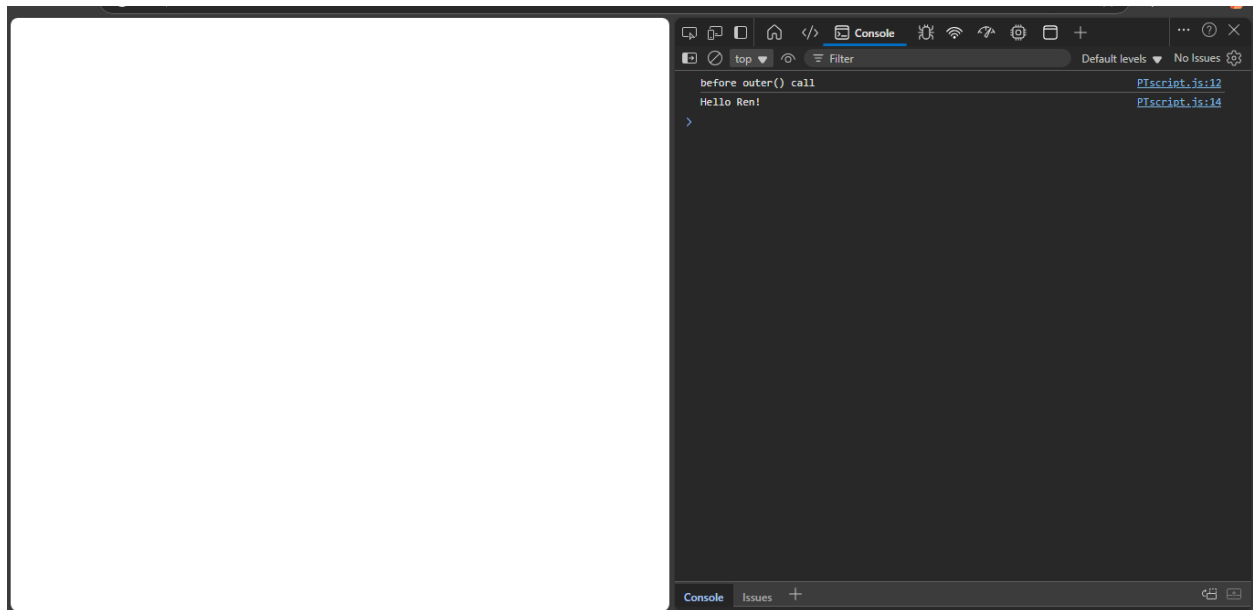 Console
top
Filter
Default levels
No Issues
before outer() call PTscript.js:12
Hello Ren! PTscript.js:14
Console Issues